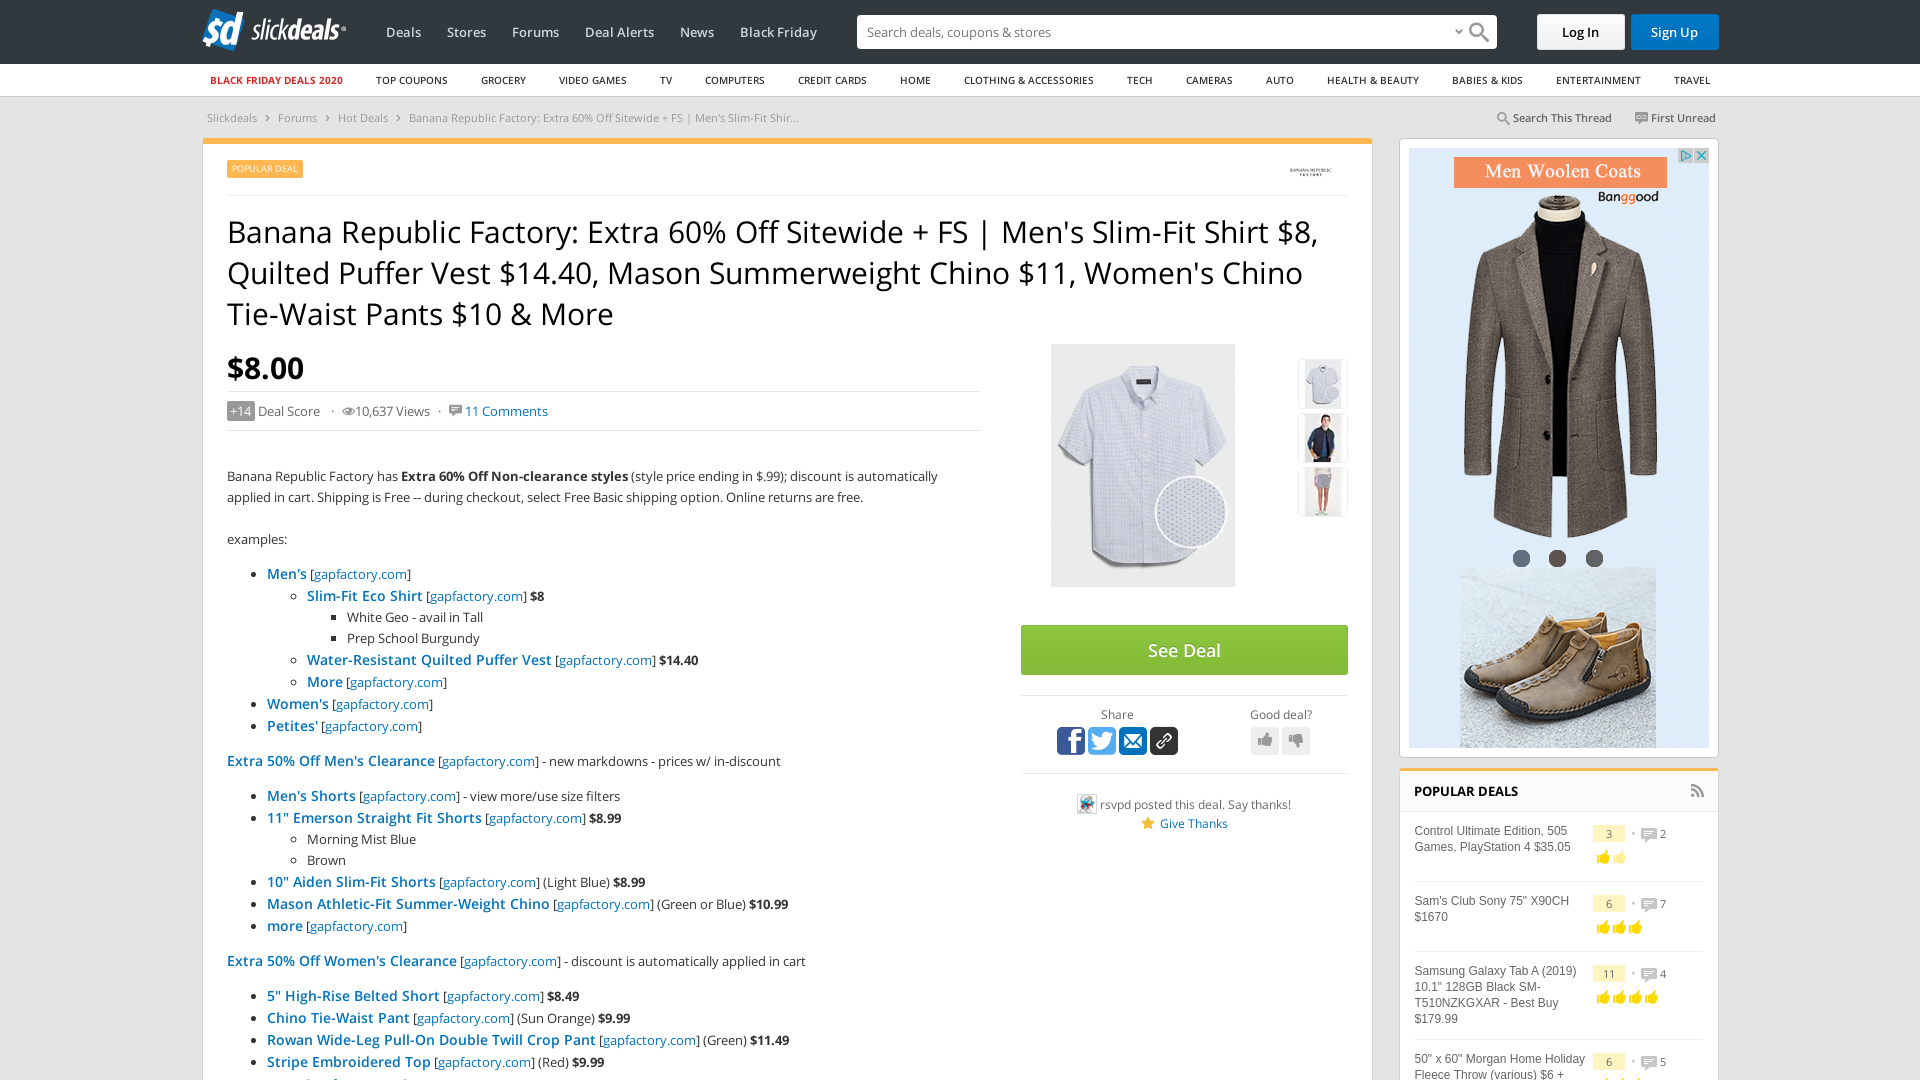 sd slickdeals
Deals Stores Forums Deal Alerts News Black Friday
Search deals, coupons & stores
Log In Sign Up
BLACK FRIDAY DEALS 2020 TOP COUPONS GROCERY VIDEO GAMES TV COMPUTERS CREDIT CARDS HOME CLOTHING & ACCESSORIES TECH CAMERAS AUTO HEALTH & BEAUTY BABIES & KIDS ENTERTAINMENT TRAVEL
Slickdeals › Forums › Hot Deals › Banana Republic Factory: Extra 60% Off Sitewide + FS | Men's Slim-Fit Shir...
Search This Thread First Unread
POPULAR DEAL
BANANA REPUBLIC
FACTORY
Banana Republic Factory: Extra 60% Off Sitewide + FS | Men's Slim-Fit Shirt $8,
Quilted Puffer Vest $14.40, Mason Summerweight Chino $11, Women's Chino
Tie-Waist Pants $10 & More
$8.00
+14 Deal Score · 10,637 Views · 11 Comments
Banana Republic Factory has Extra 60% Off Non-clearance styles (style price ending in $.99); discount is automatically
applied in cart. Shipping is Free -- during checkout, select Free Basic shipping option. Online returns are free.
examples:
Men's [gapfactory.com]
Slim-Fit Eco Shirt [gapfactory.com] $8
White Geo - avail in Tall
Prep School Burgundy
Water-Resistant Quilted Puffer Vest [gapfactory.com] $14.40
More [gapfactory.com]
Women's [gapfactory.com]
Petites' [gapfactory.com]
Extra 50% Off Men's Clearance [gapfactory.com] - new markdowns - prices w/ in-discount
Men's Shorts [gapfactory.com] - view more/use size filters
11" Emerson Straight Fit Shorts [gapfactory.com] $8.99
Morning Mist Blue
Brown
10" Aiden Slim-Fit Shorts [gapfactory.com] (Light Blue) $8.99
Mason Athletic-Fit Summer-Weight Chino [gapfactory.com] (Green or Blue) $10.99
more [gapfactory.com]
Extra 50% Off Women's Clearance [gapfactory.com] - discount is automatically applied in cart
5" High-Rise Belted Short [gapfactory.com] $8.49
Chino Tie-Waist Pant [gapfactory.com] (Sun Orange) $9.99
Rowan Wide-Leg Pull-On Double Twill Crop Pant [gapfactory.com] (Green) $11.49
Stripe Embroidered Top [gapfactory.com] (Red) $9.99
See Deal
Share Good deal?
rsvpd posted this deal. Say thanks!
Give Thanks
Men Woolen Coats
Banggood
POPULAR DEALS
Control Ultimate Edition, 505
Games, PlayStation 4 $35.05
3 • 2
Sam's Club Sony 75" X90CH
$1670
6 • 7
Samsung Galaxy Tab A (2019)
10.1" 128GB Black SM-
T510NZKGXAR - Best Buy
$179.99
11 • 4
50" x 60" Morgan Home Holiday
Fleece Throw (various) $6 +
6 • 5